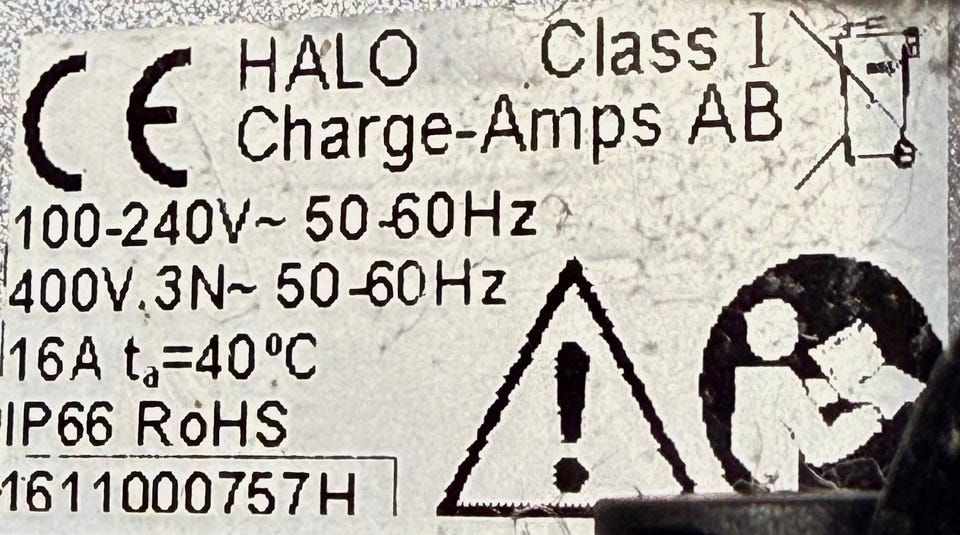 CE HALO Class I
Charge-Amps AB
100-240V~ 50-60Hz
400V.3N~ 50-60Hz
16A ta=40ºC
IP66 RoHS
1611000757H